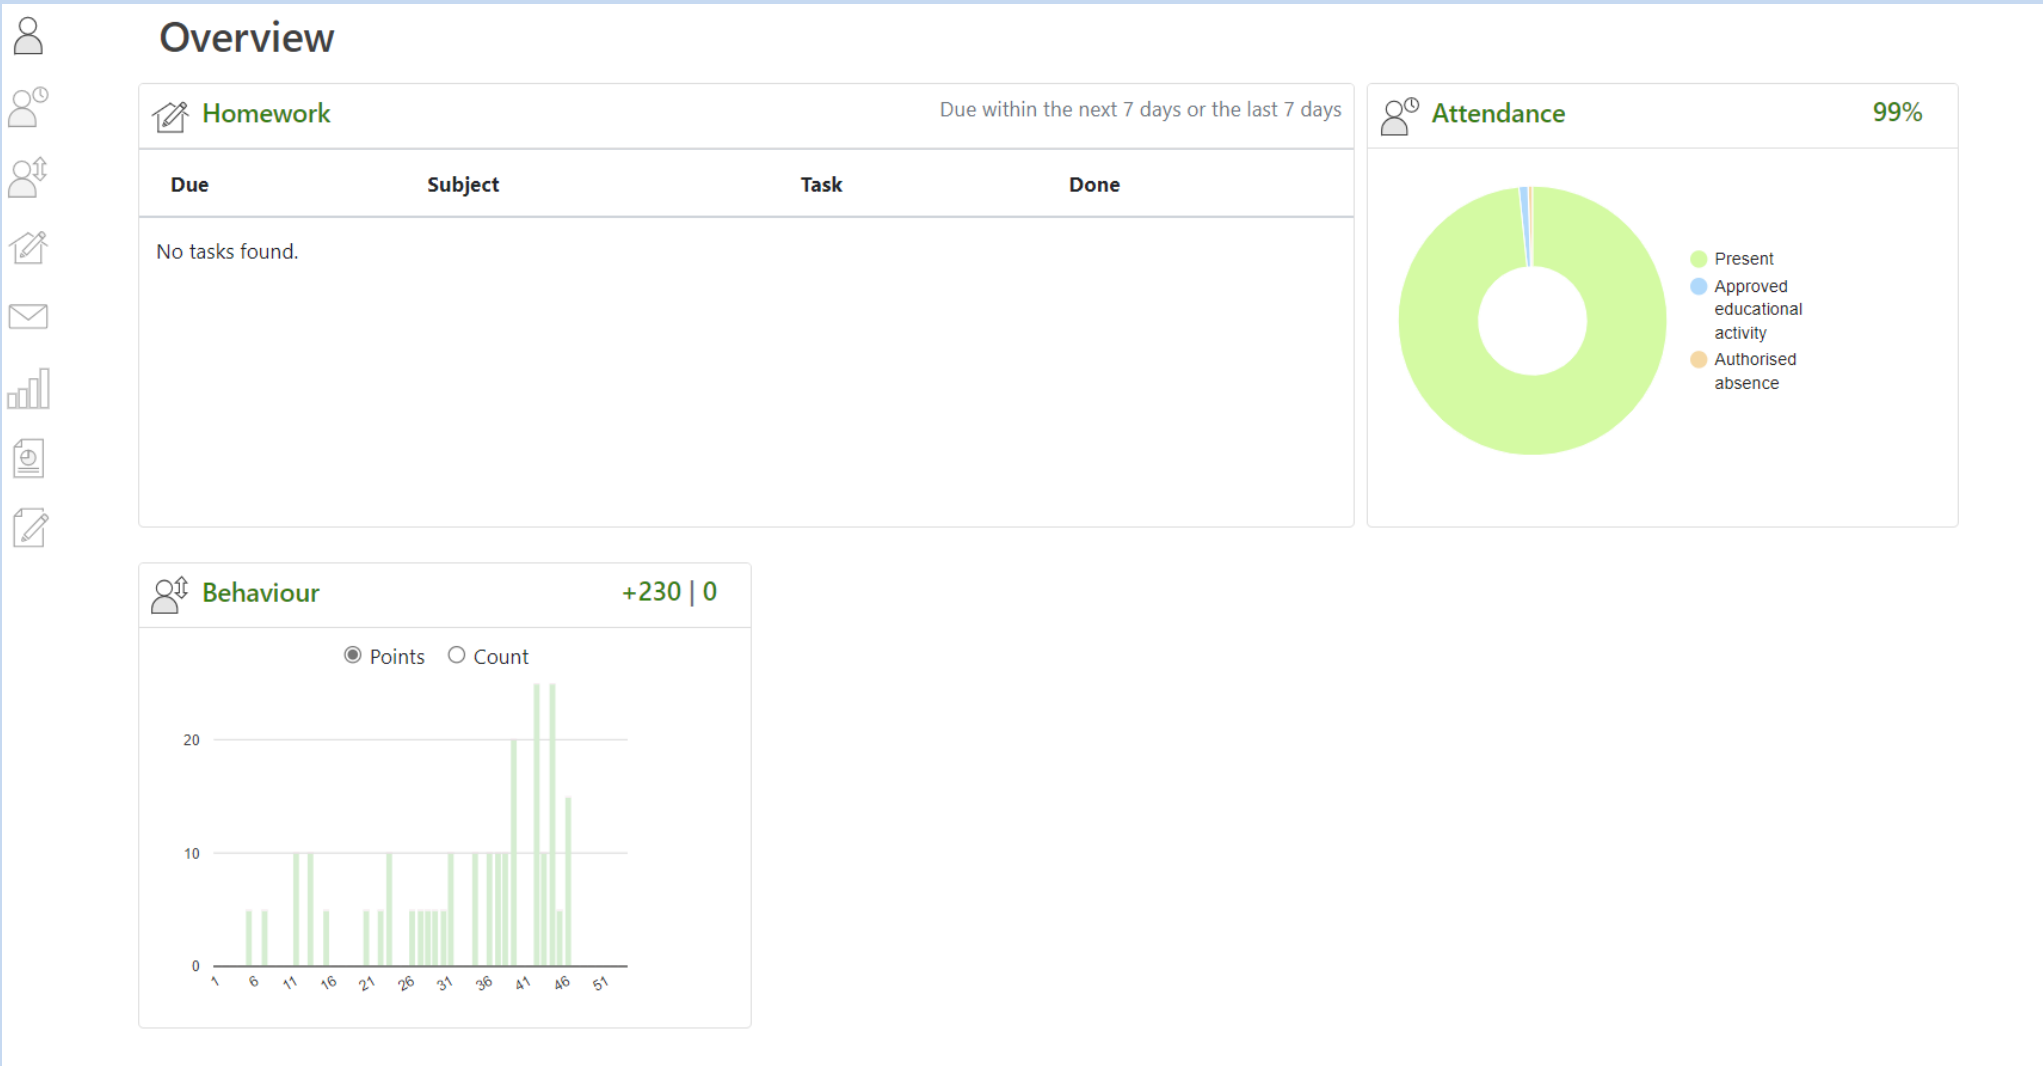 Overview
Homework
Due within the next 7 days or the last 7 days
Due Subject Task Done
No tasks found.
Attendance 99%
Present
Approved
educational
activity
Authorised
absence
Behaviour +230 | 0
Points Count
20
10
0
1 6 11 16 21 26 31 36 41 46 51